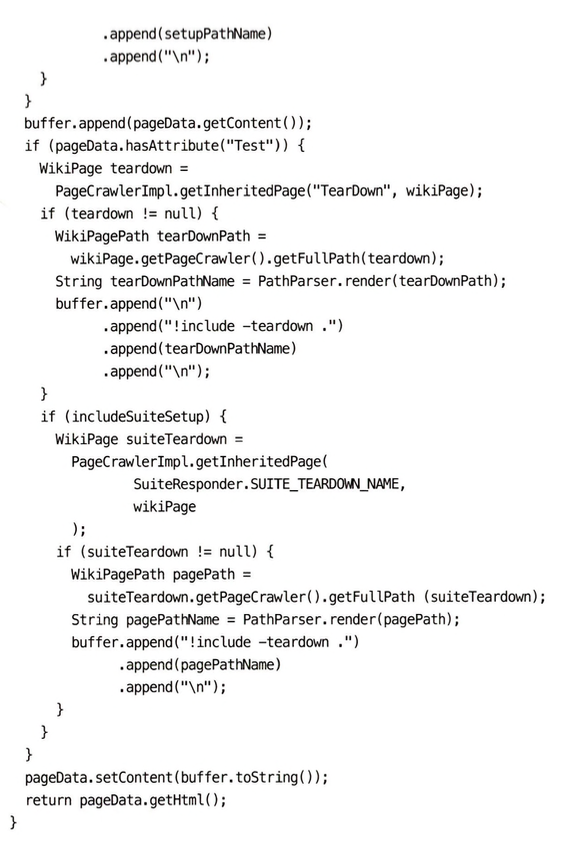 .append(setupPathName)
.append("\n");
}
}
buffer.append(pageData.getContent());
if (pageData.hasAttribute("Test")) {
WikiPage teardown =
PageCrawlerImpl.getInheritedPage("TearDown", wikiPage);
if (teardown != null) {
WikiPagePath tearDownPath =
wikiPage.getPageCrawler().getFullPath(teardown);
String tearDownPathName = PathParser.render(tearDownPath);
buffer.append("\n")
.append("!include –teardown .")
.append(tearDownPathName)
.append("\n");
}
if (includeSuiteSetup) {
WikiPage suiteTeardown =
PageCrawlerImpl.getInheritedPage(
SuiteResponder.SUITE_TEARDOWN_NAME,
wikiPage
);
if (suiteTeardown != null) {
WikiPagePath pagePath =
suiteTeardown.getPageCrawler().getFullPath (suiteTeardown);
String pagePathName = PathParser.render(pagePath);
buffer.append("!include –teardown .")
.append(pagePathName)
.append("\n");
}
}
}
pageData.setContent(buffer.toString());
return pageData.getHtml();
}